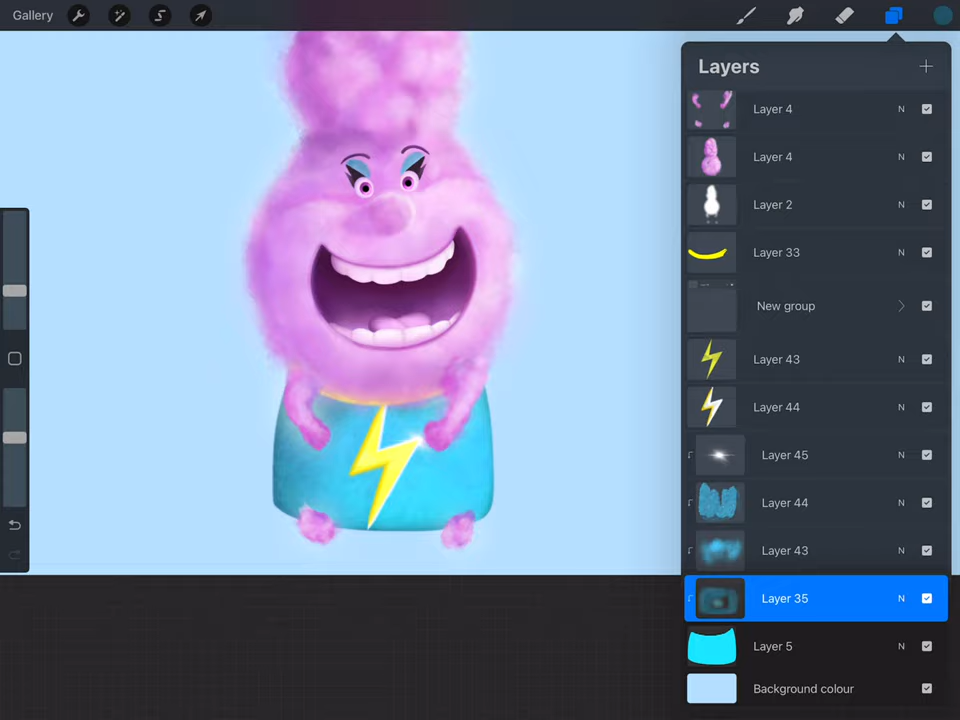 Gallery
Layers
Layer 4 N
Layer 4 N
Layer 2 N
Layer 33 N
New group
Layer 43 N
Layer 44 N
Layer 45 N
Layer 44 N
Layer 43 N
Layer 35 N
Layer 5 N
Background colour